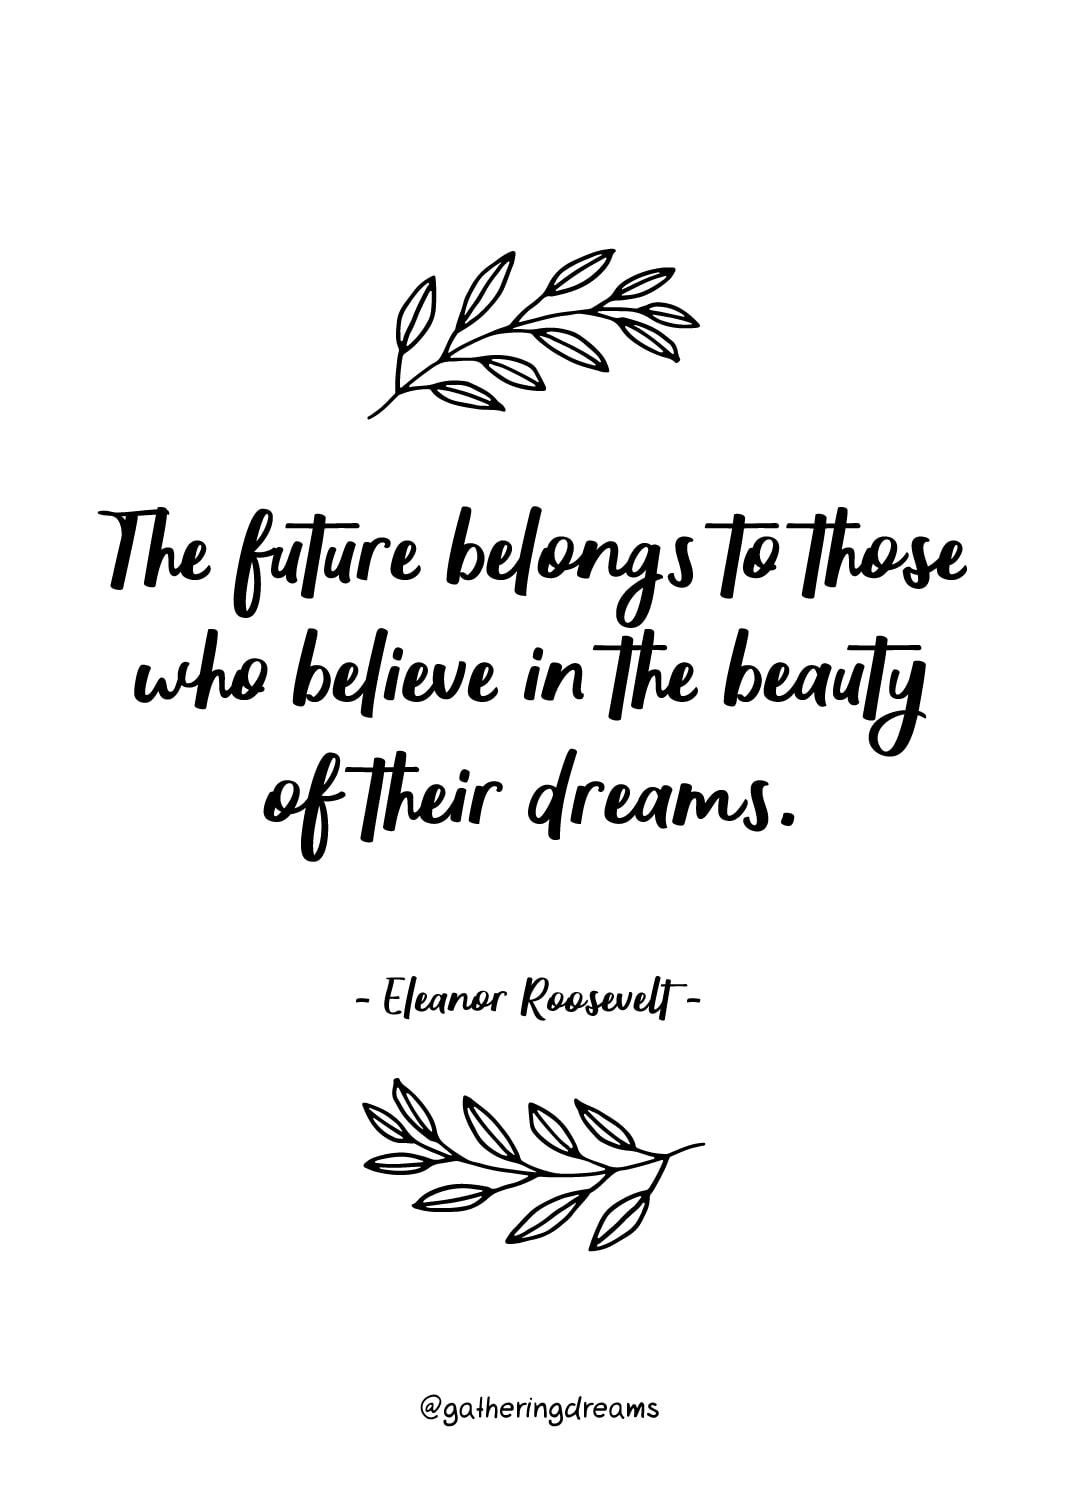 The future belongs to those
who believe in the beauty
of their dreams.
- Eleanor Roosevelt -
@gatheringdreams